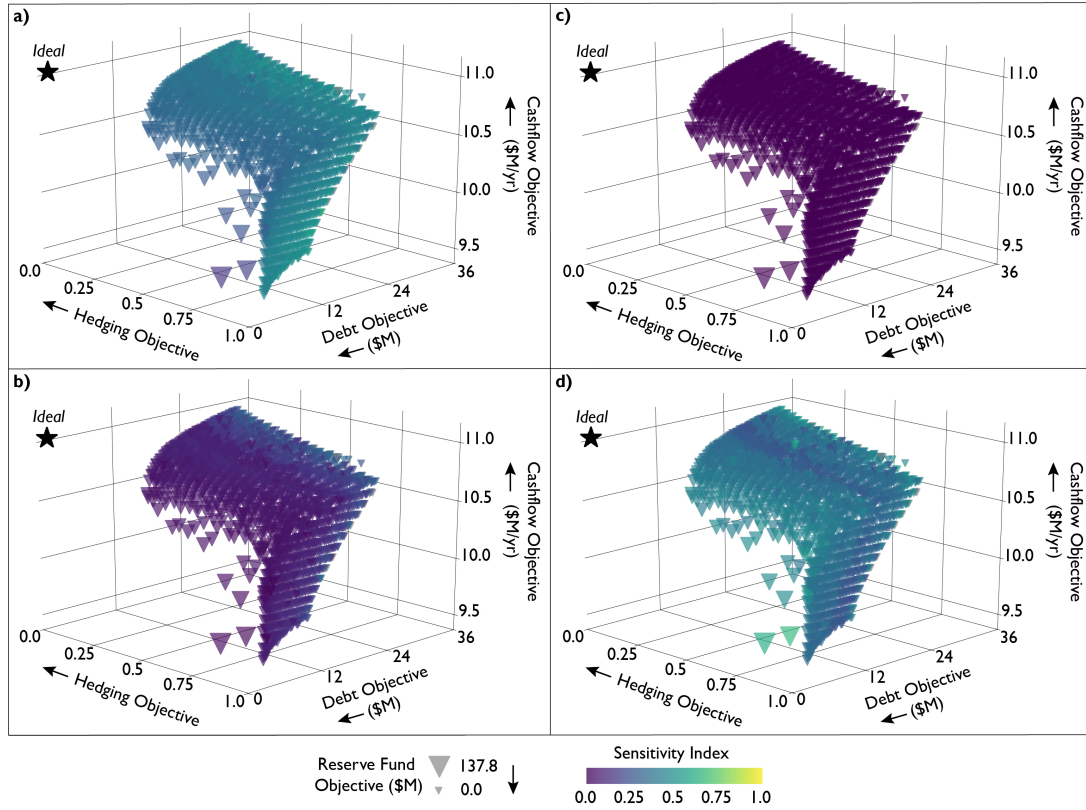 a)
Ideal
11.0
10.5
10.0
9.5
Cashflow Objective
($M/yr)
0.0
0.25
0.5
0.75
1.0
Hedging Objective
0
12
24
36
Debt Objective
($M)
c)
Ideal
11.0
10.5
10.0
9.5
Cashflow Objective
($M/yr)
0.0
0.25
0.5
0.75
1.0
Hedging Objective
0
12
24
36
Debt Objective
($M)
b)
Ideal
11.0
10.5
10.0
9.5
Cashflow Objective
($M/yr)
0.0
0.25
0.5
0.75
1.0
Hedging Objective
0
12
24
36
Debt Objective
($M)
d)
Ideal
11.0
10.5
10.0
9.5
Cashflow Objective
($M/yr)
0.0
0.25
0.5
0.75
1.0
Hedging Objective
0
12
24
36
Debt Objective
($M)
Reserve Fund
Objective ($M)
137.8
0.0
Sensitivity Index
0.0 0.25 0.5 0.75 1.0